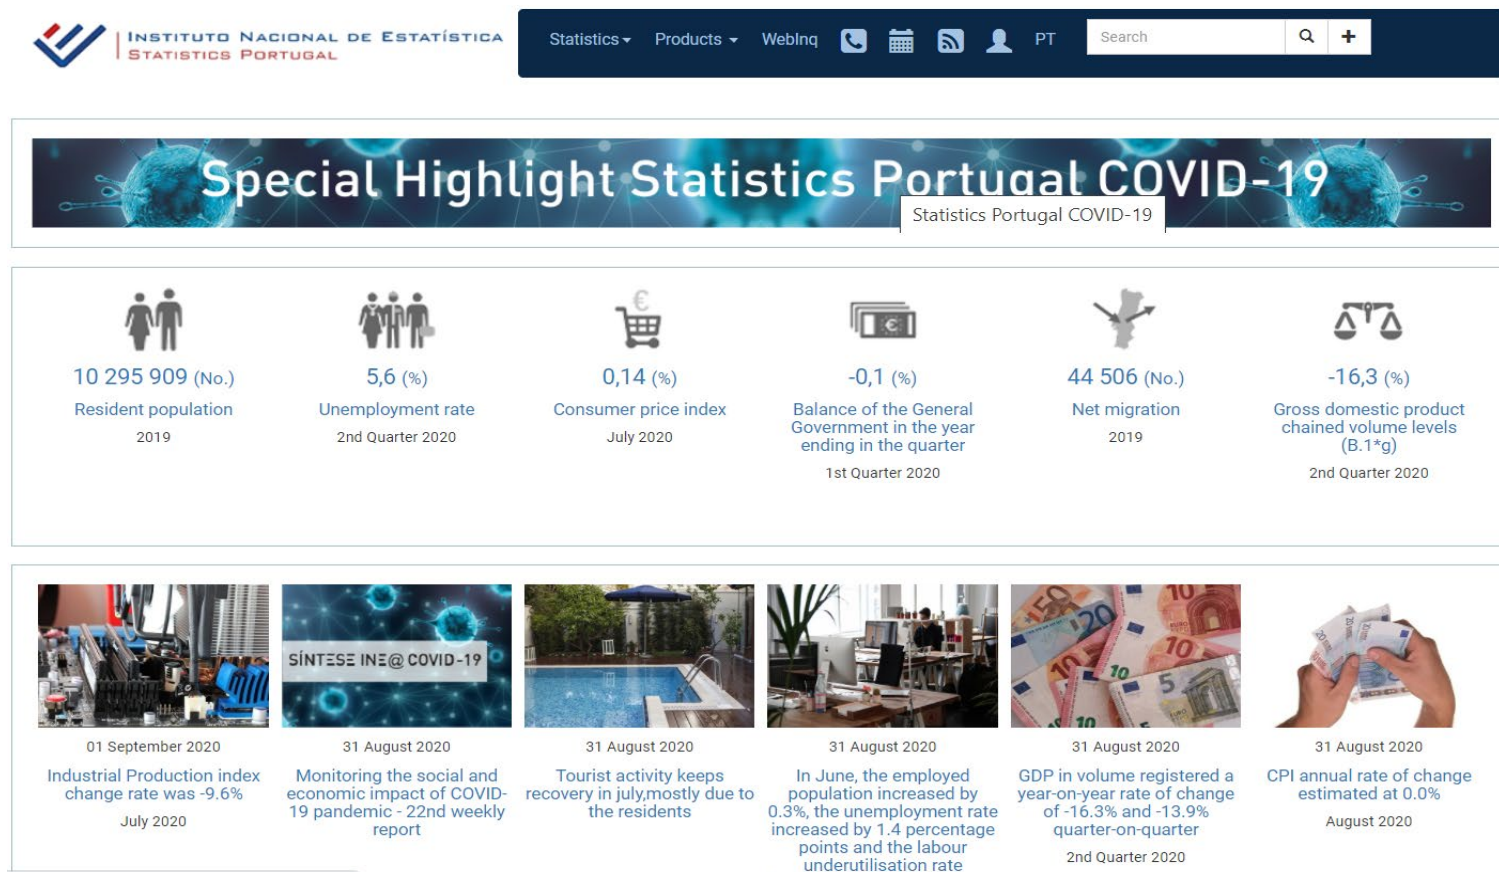 INSTITUTO NACIONAL DE ESTATÍSTICA
STATISTICS PORTUGAL
Statistics Products WebInq PT Search +
Special Highlight Statistics Portugal COVID-19
Statistics Portugal COVID-19
10 295 909 (No.)
Resident population
2019
5,6 (%)
Unemployment rate
2nd Quarter 2020
€
0,14 (%)
Consumer price index
July 2020
€
-0,1 (%)
Balance of the General
Government in the year
ending in the quarter
1st Quarter 2020
44 506 (No.)
Net migration
2019
-16,3 (%)
Gross domestic product
chained volume levels
(B.1*g)
2nd Quarter 2020
01 September 2020
Industrial Production index
change rate was -9.6%
July 2020
SÍNTESE INE@ COVID-19
31 August 2020
Monitoring the social and
economic impact of COVID-
19 pandemic - 22nd weekly
report
31 August 2020
Tourist activity keeps
recovery in july,mostly due to
the residents
31 August 2020
In June, the employed
population increased by
0.3%, the unemployment rate
increased by 1.4 percentage
points and the labour
underutilisation rate
50
20
10
10
10
5
10
31 August 2020
GDP in volume registered a
year-on-year rate of change
of -16.3% and -13.9%
quarter-on-quarter
2nd Quarter 2020
31 August 2020
CPI annual rate of change
estimated at 0.0%
August 2020